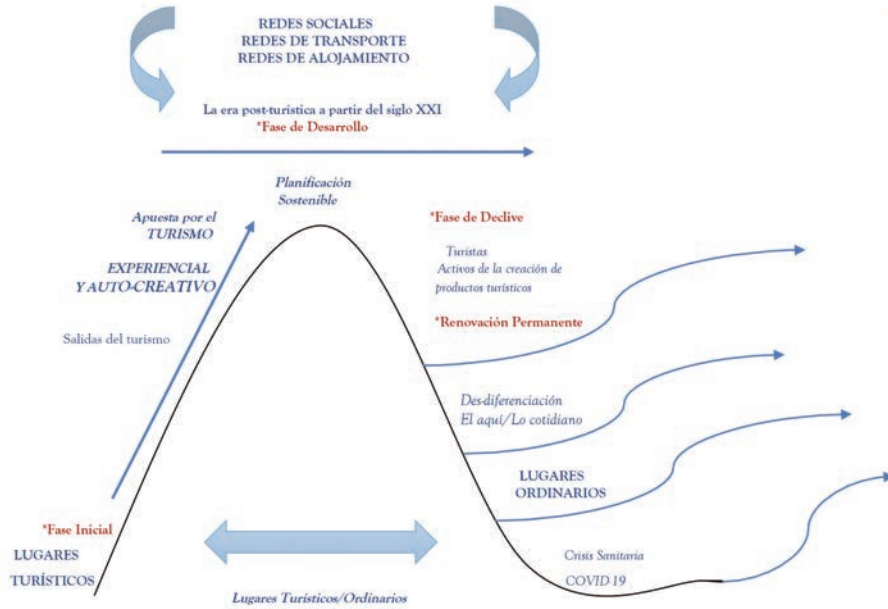 REDES SOCIALES
REDES DE TRANSPORTE
REDES DE ALOJAMIENTO
La era post-turística a partir del siglo XXI
*Fase de Desarrollo
Planificación
Sostenible
Apuesta por el
TURISMO
EXPERIENCIAL
Y AUTO-CREATIVO
Salidas del turismo
*Fase de Declive
Turistas
Activos de la creación de
productos turísticos
*Renovación Permanente
Des-diferenciación
El aquí/Lo cotidiano
LUGARES
ORDINARIOS
*Fase Inicial
LUGARES
TURÍSTICOS
Crisis Sanitaria
COVID-19
Lugares Turísticos/Ordinarios